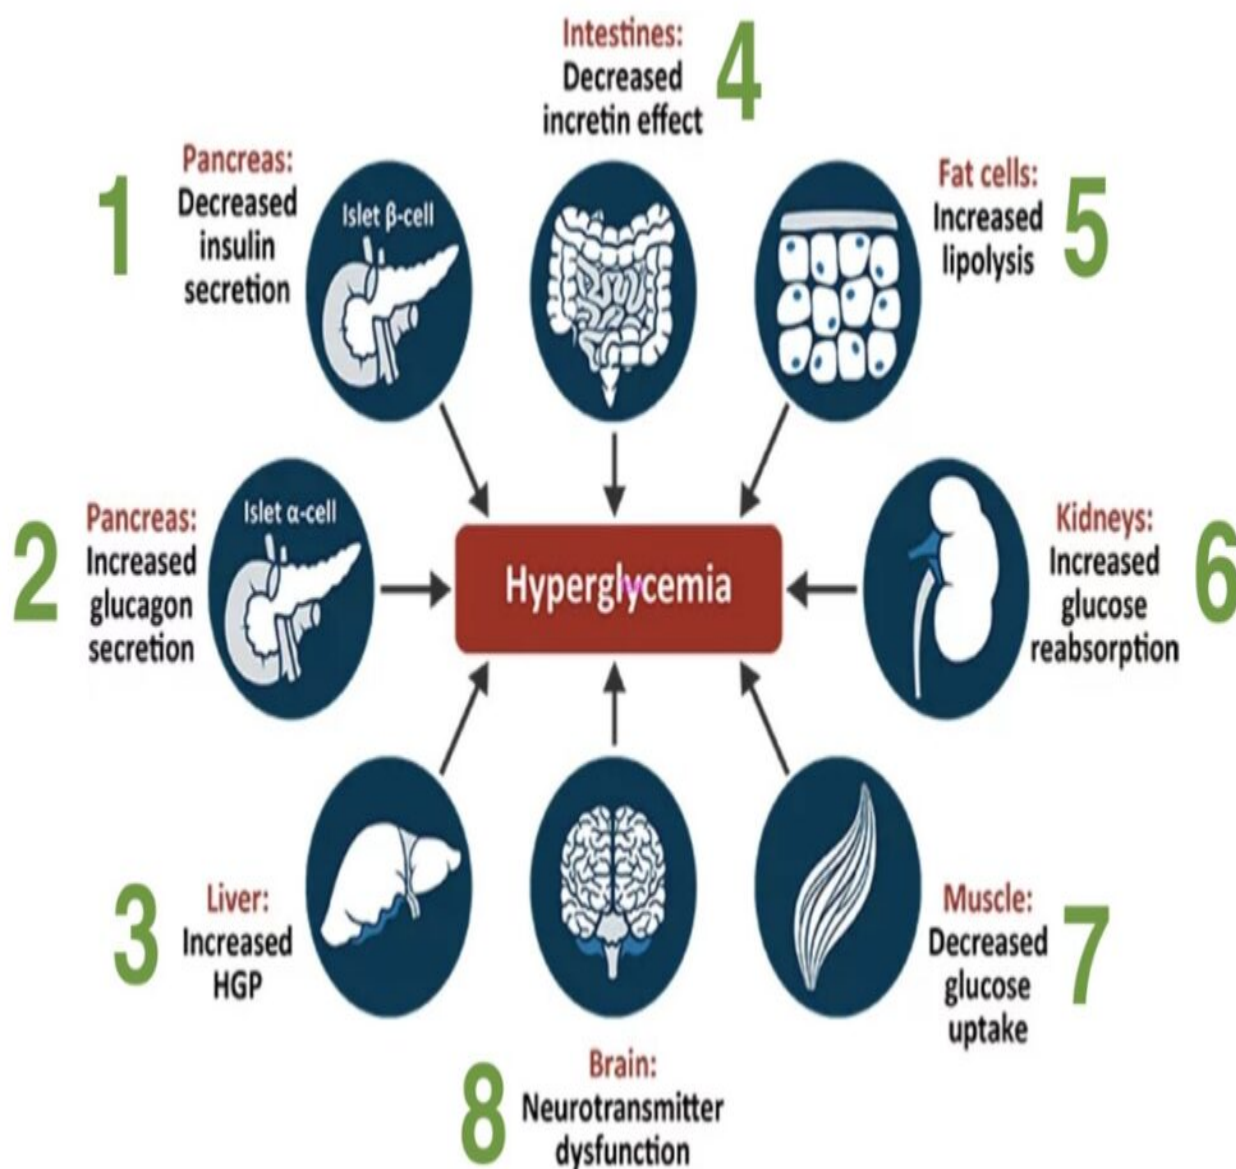 1
Pancreas:
Decreased
insulin
secretion
Islet β-cell
2
Pancreas:
Increased
glucagon
secretion
Islet α-cell
3
Liver:
Increased
HGP
4
Intestines:
Decreased
incretin effect
5
Fat cells:
Increased
lipolysis
6
Kidneys:
Increased
glucose
reabsorption
7
Muscle:
Decreased
glucose
uptake
8
Brain:
Neurotransmitter
dysfunction
Hyperglycemia